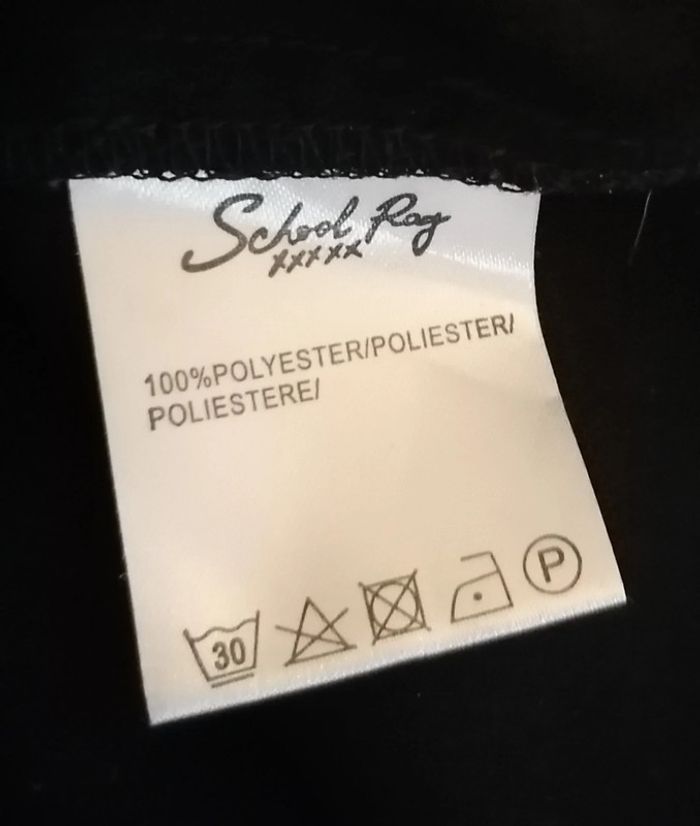 School Rag
xxxxx
100%POLYESTER/POLIESTER/
POLIESTERE/
30
P